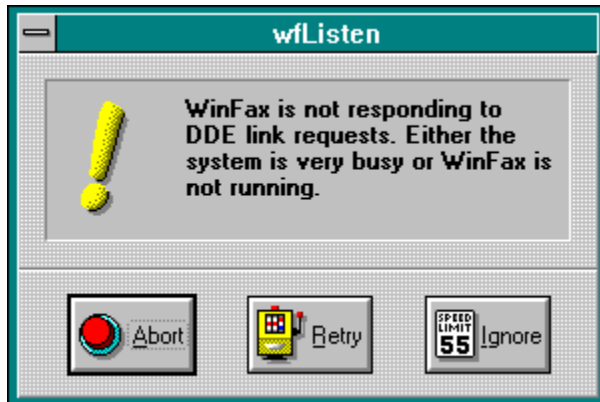 wfListen
WinFax is not responding to
DDE link requests. Either the
system is very busy or WinFax is
not running.
Abort
Retry
SPEED
LIMIT
55
Ignore